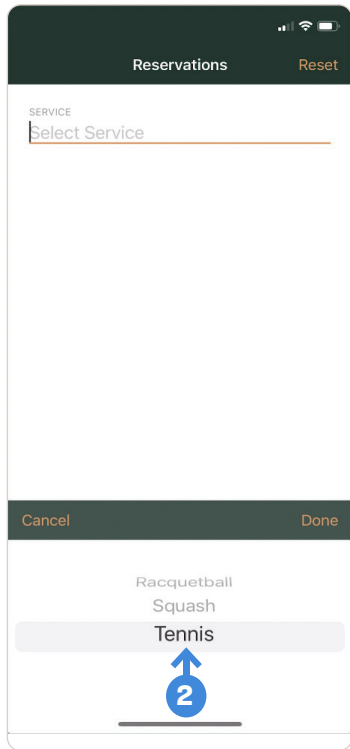 Reservations Reset
SERVICE
Select Service
Cancel Done
Racquetball
Squash
Tennis
2